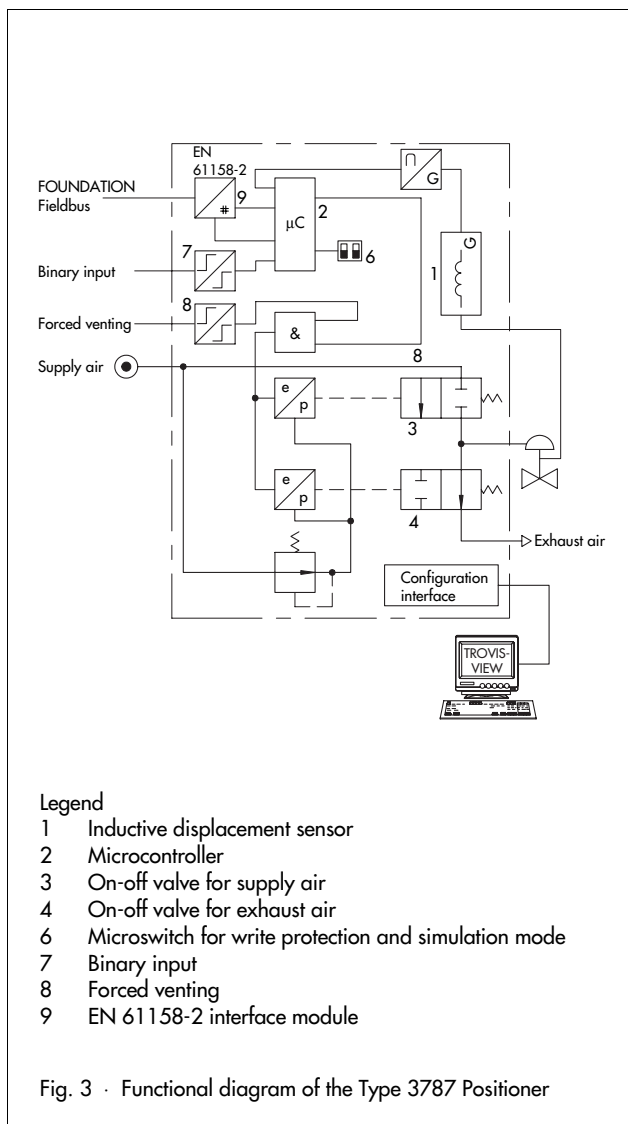 EN
61158-2
FOUNDATION
Fieldbus
9
#
µC
2
G
7
6
1
G
Binary input
8
Forced venting
&
8
Supply air
e
p
3
e
p
4
Exhaust air
Configuration
interface
TROVIS-
VIEW
Legend
1 Inductive displacement sensor
2 Microcontroller
3 On-off valve for supply air
4 On-off valve for exhaust air
6 Microswitch for write protection and simulation mode
7 Binary input
8 Forced venting
9 EN 61158-2 interface module
Fig. 3 · Functional diagram of the Type 3787 Positioner